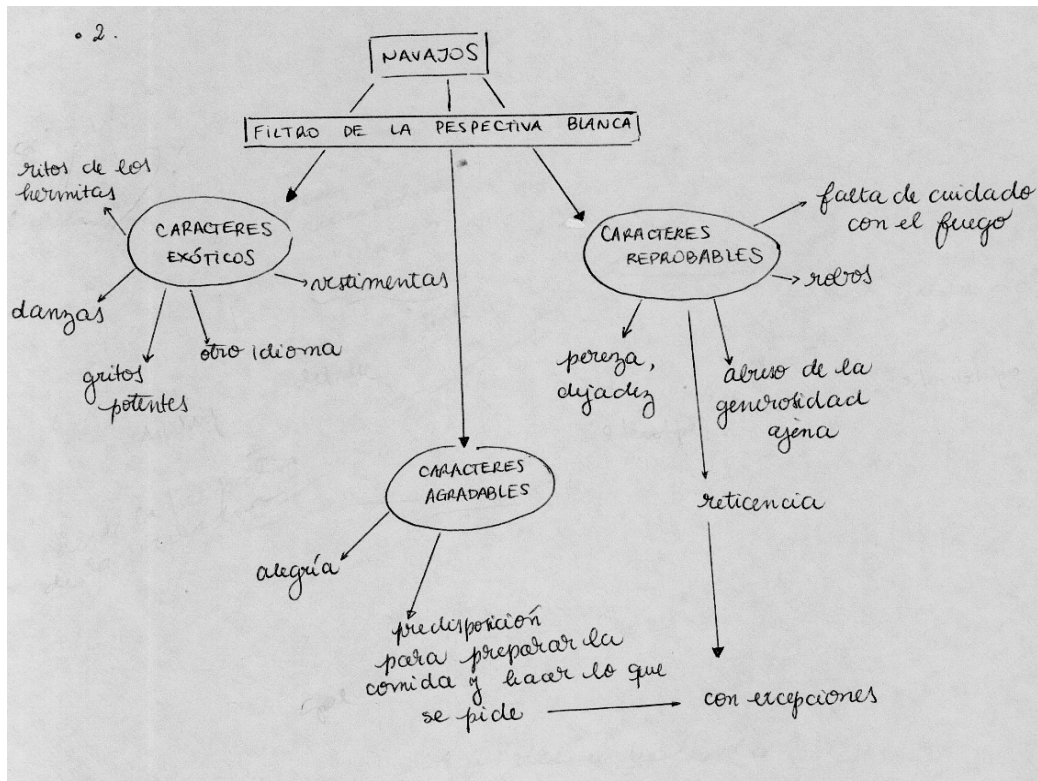 • 2.
NAVAJOS
FILTRO DE LA PESPECTIVA BLANCA
ritos de los
hermitas
CARACTERES
EXÓTICOS
vestimentas
danzas
gritos
potentes
otro idioma
CARACTERES
REPROBABLES
falta de cuidado
con el fuego
robos
pereza,
dejadez
abuso de la
generosidad
ajena
reticencia
CARACTERES
AGRADABLES
alegría
predisposición
para preparar la
comida y hacer lo que
se pide
con excepciones